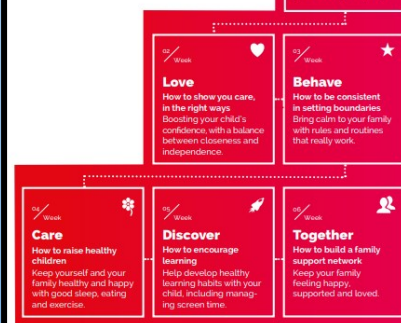 02/Week
Love
How to show you care,
in the right ways
Boosting your child's
confidence, with a balance
between closeness and
independence.
03/Week
Behave
How to be consistent
in setting boundaries
Bring calm to your family
with rules and routines
that really work.
04/Week
Care
How to raise healthy
children
Keep yourself and your
family healthy and happy
with good sleep, eating
and exercise.
05/Week
Discover
How to encourage
learning
Help develop healthy
learning habits with your
child, including manag-
ing screen time.
06/Week
Together
How to build a family
support network
Keep your family
feeling happy,
supported and loved.